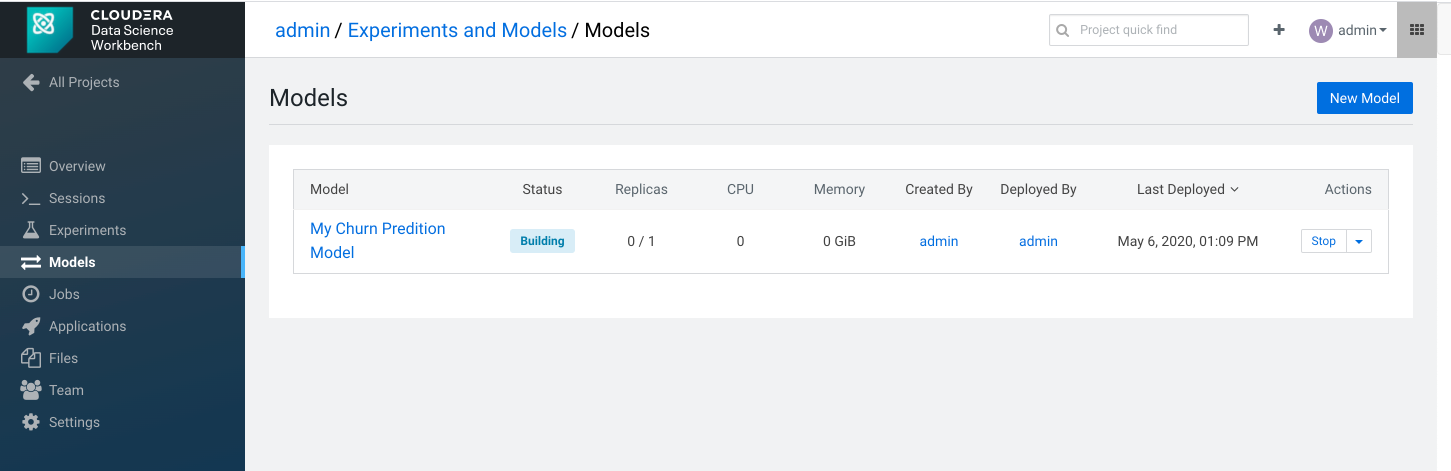 CLOUDERA
Data Science
Workbench
admin / Experiments and Models / Models
Project quick find
W admin
All Projects
Overview
Sessions
Experiments
Models
Jobs
Applications
Files
Team
Settings
Models
New Model
Model Status Replicas CPU Memory Created By Deployed By Last Deployed Actions
My Churn Predition
Model
Building 0 / 1 0 0 GiB admin admin May 6, 2020, 01:09 PM Stop